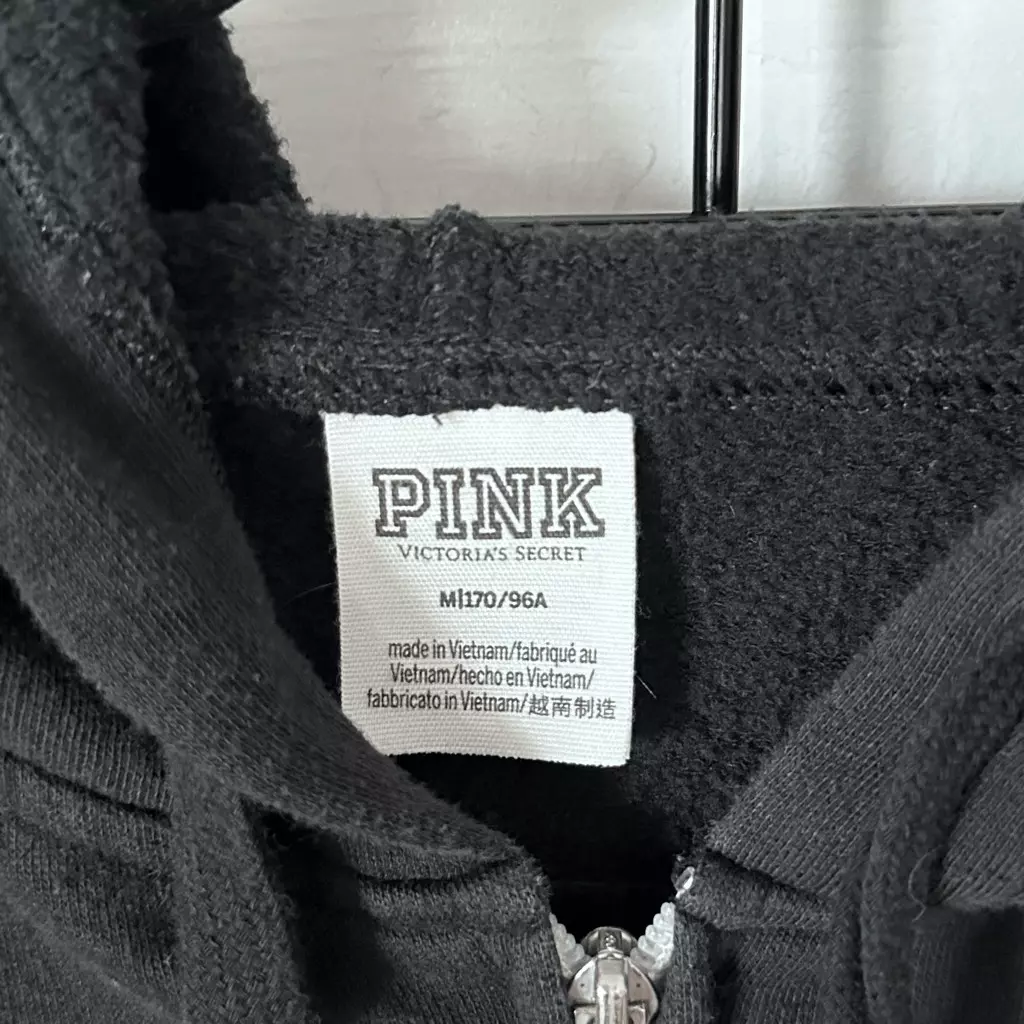 PINK
VICTORIA'S SECRET
M|170/96A
made in Vietnam/fabriqué au
Vietnam/hecho en Vietnam/
fabbricato in Vietnam/越南制造